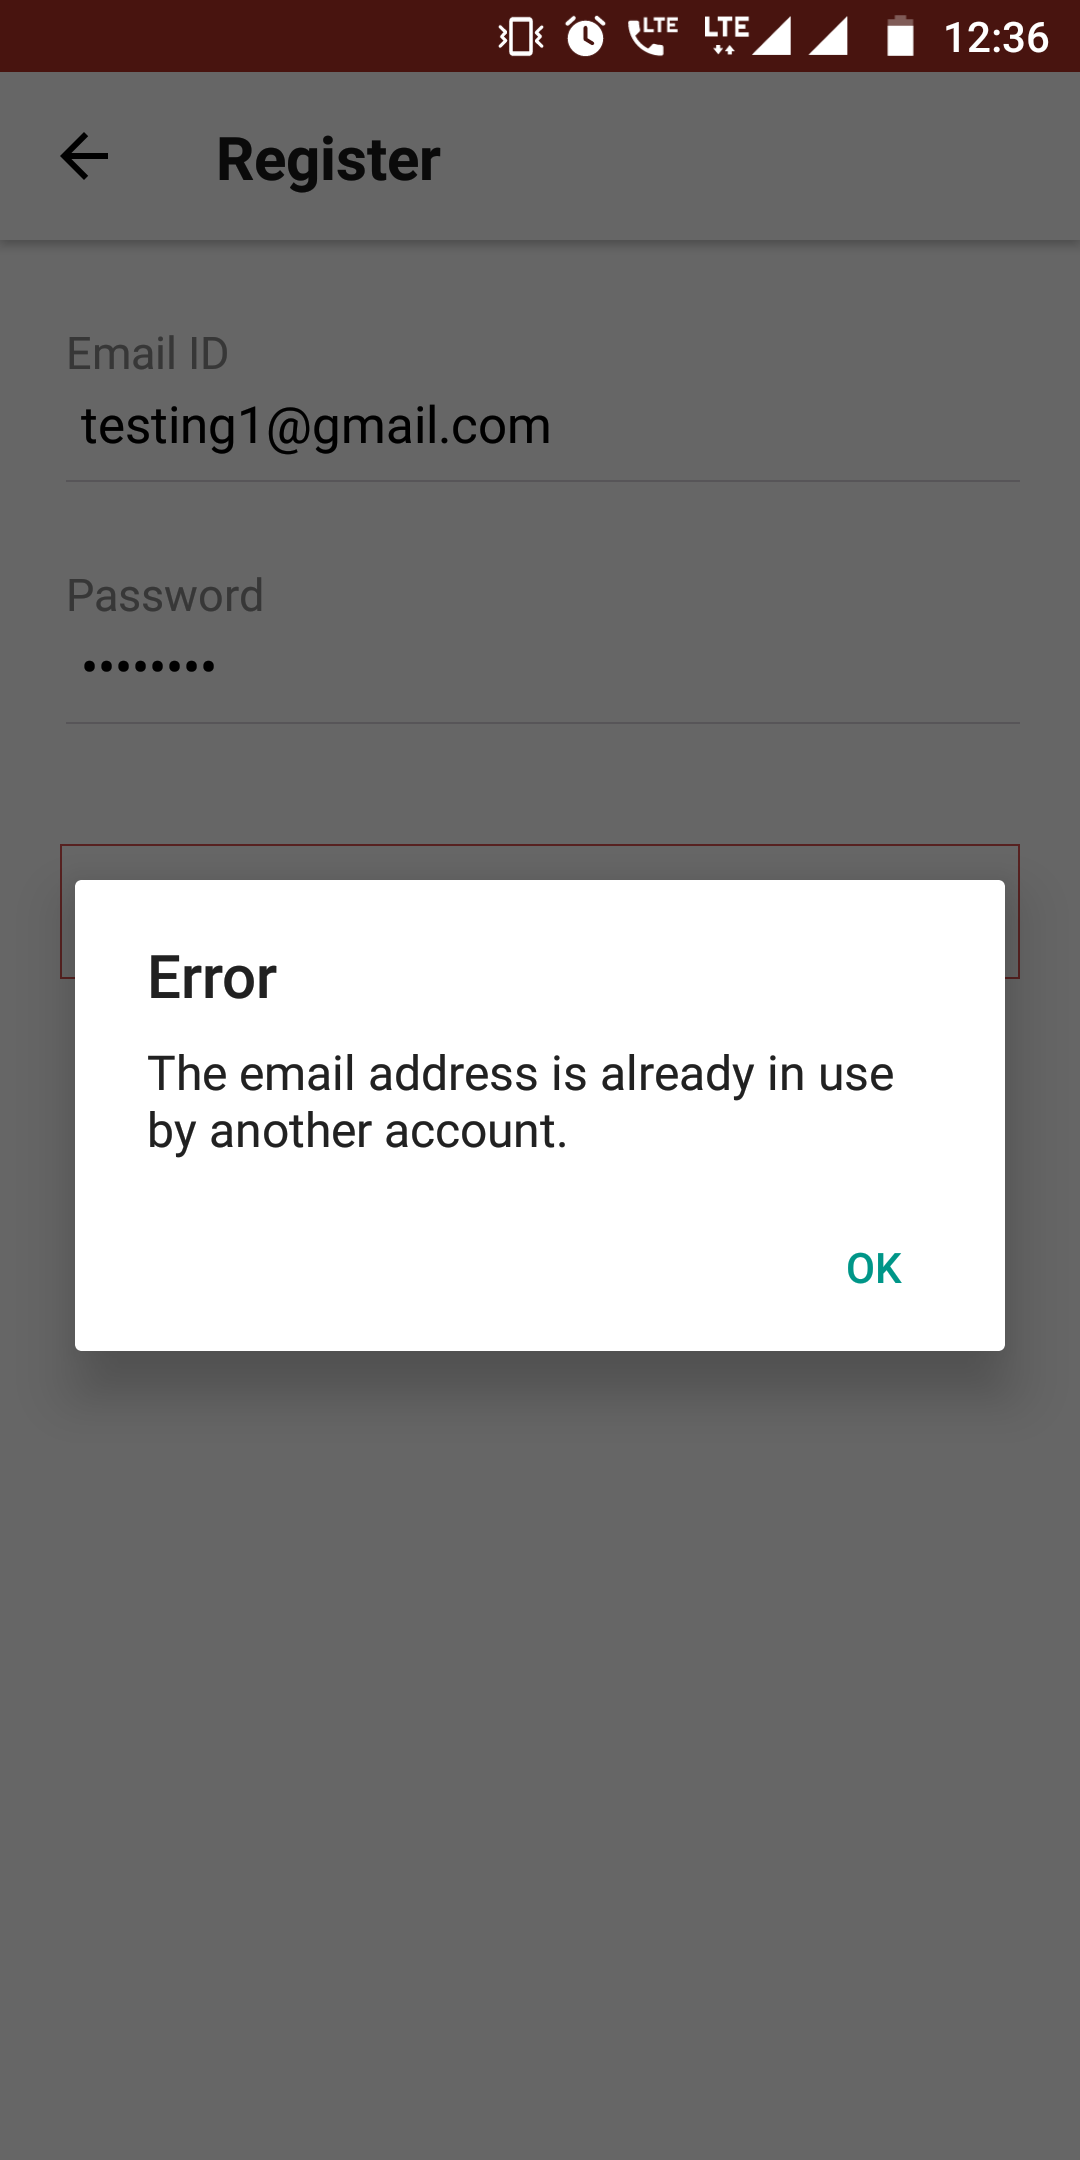 LTE LTE 12:36
Register
Email ID
testing1@gmail.com
Password
••••••••
Error
The email address is already in use
by another account.
OK